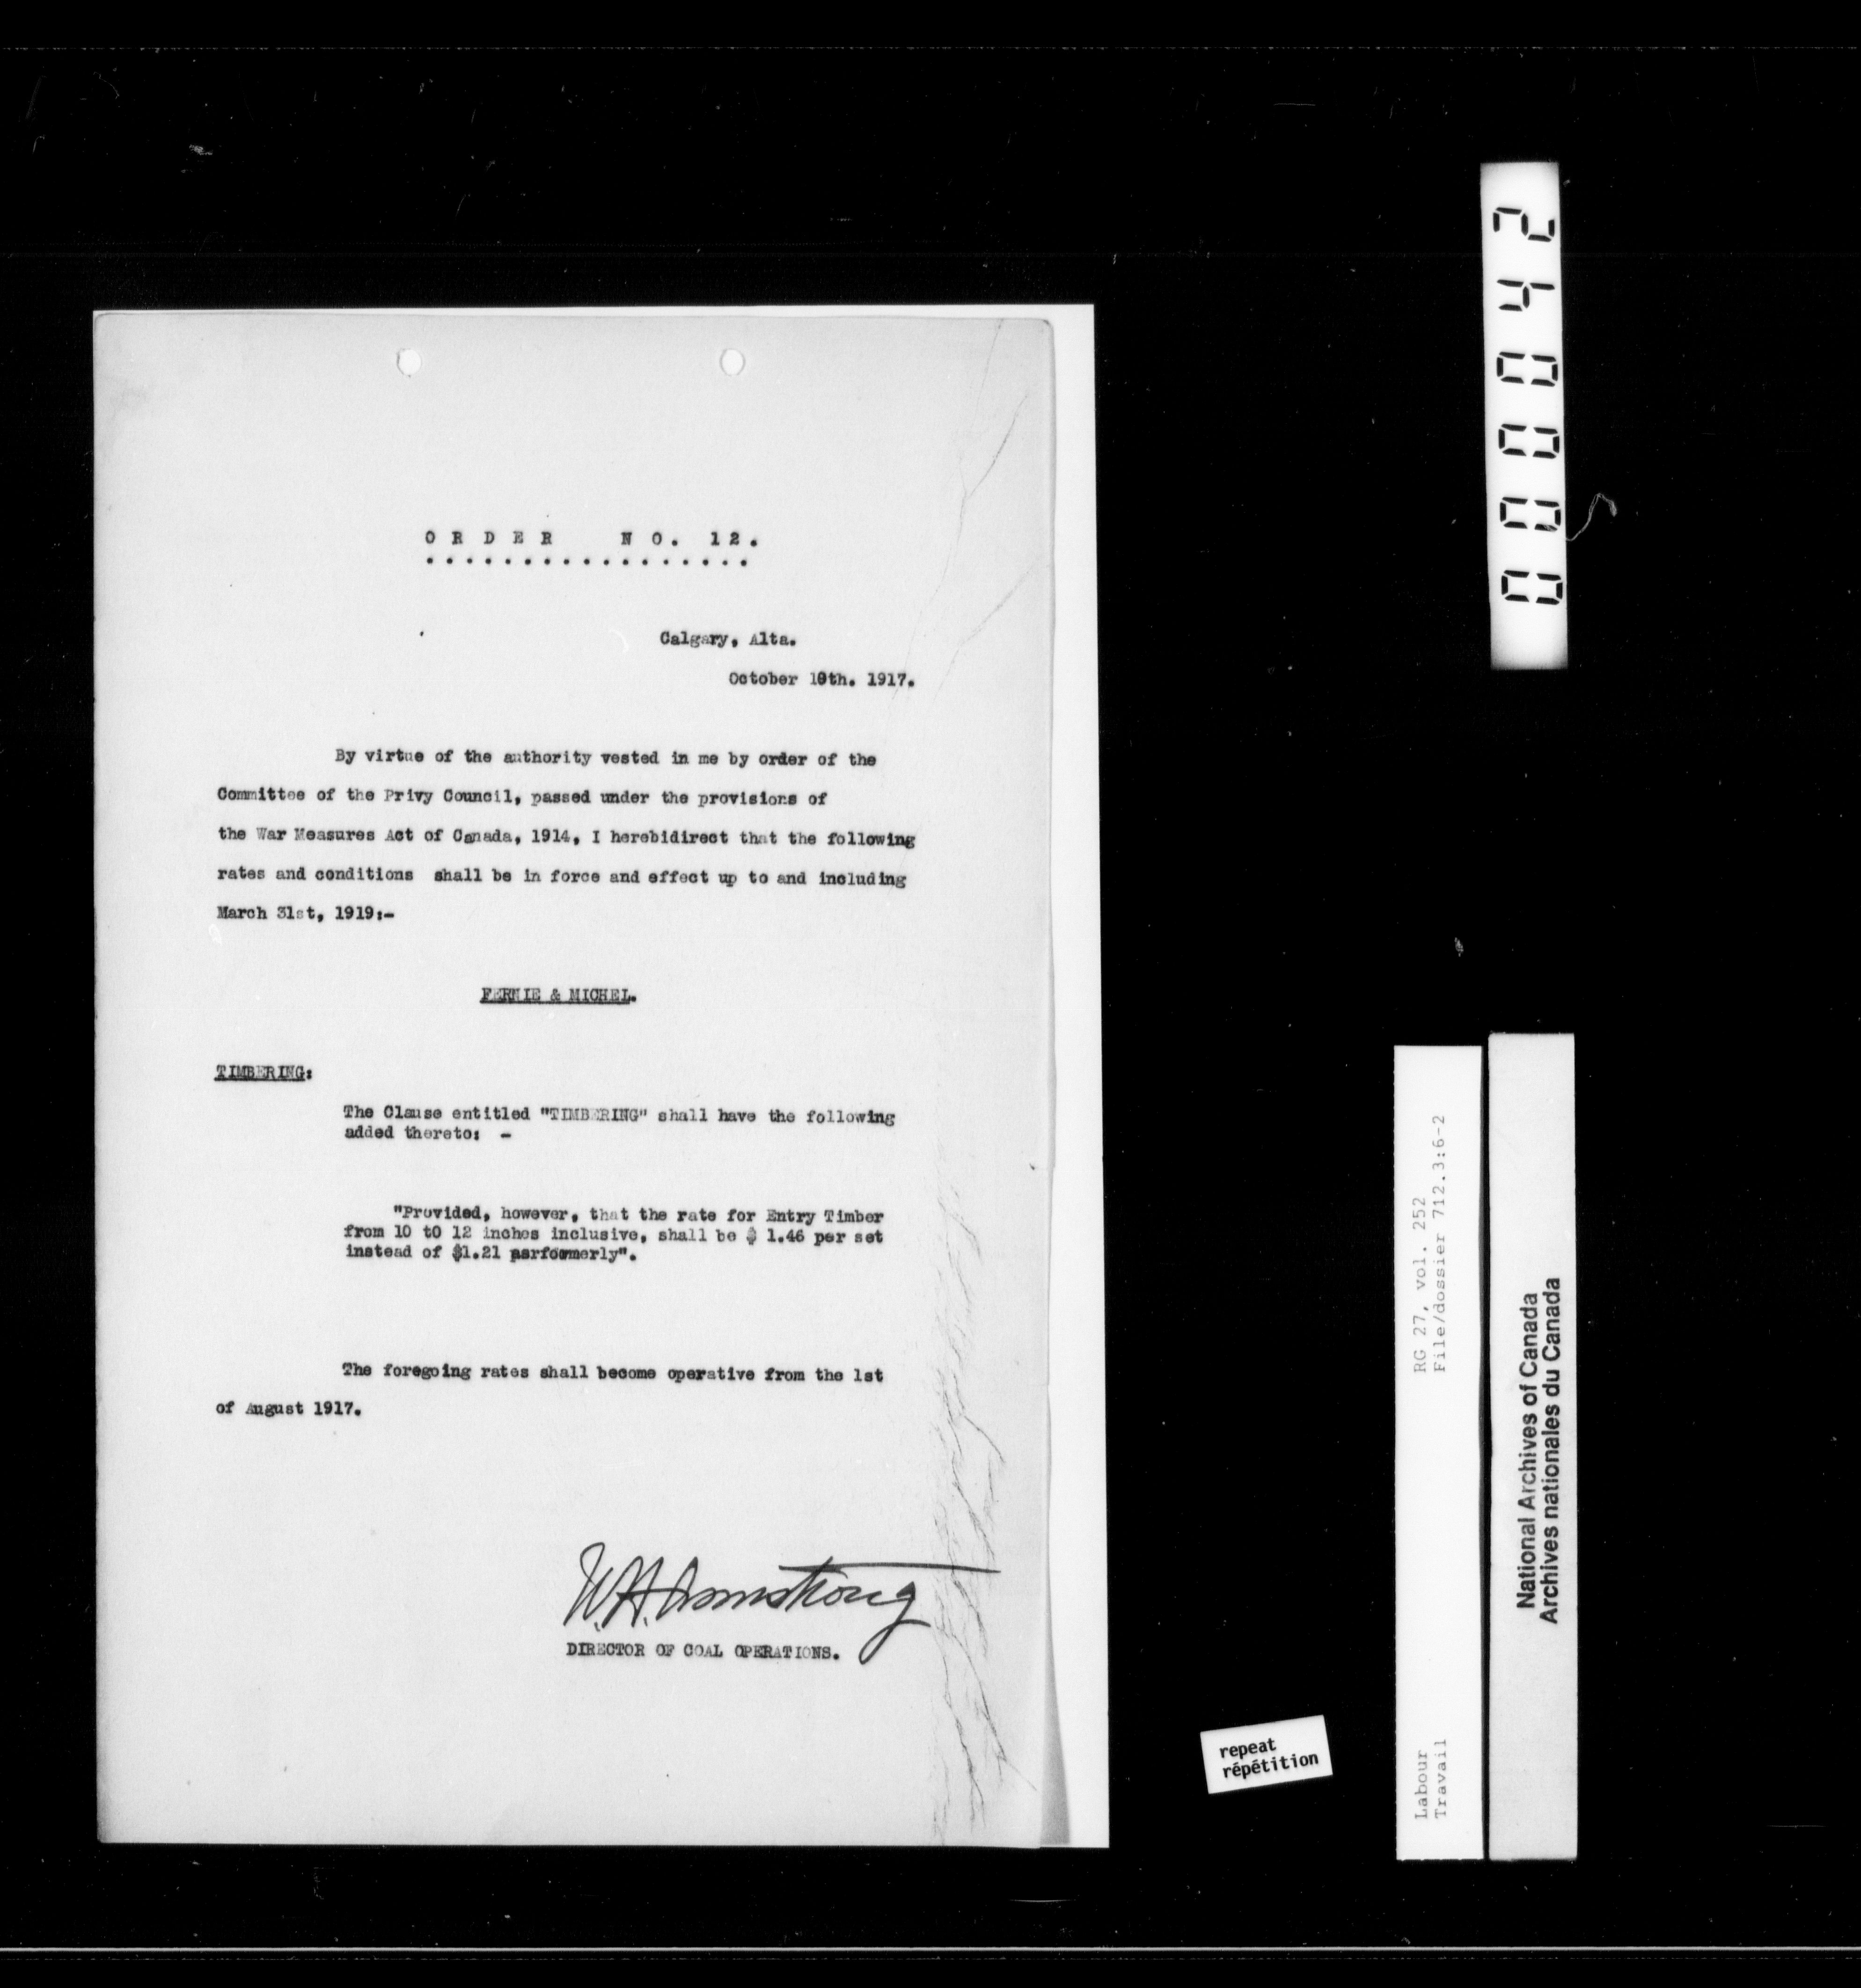 ORDER NO. 12.
Calgary, Alta.
October 10th. 1917.
By virtue of the authority vested in me by order of the
Committee of the Privy Council, passed under the provisions of
the War Measures Act of Canada, 1914, I herebidirect that the following
rates and conditions shall be in force and effect up to and including
March 31st, 1919:-
FERNIE & MICHEL.
TIMBERING:
The Clause entitled "TIMBERING" shall have the following
added thereto: -
"Provided, however, that the rate for Entry Timber
from 10 tO 12 inches inclusive, shall be $ 1.46 per set
instead of $1.21 as formerly".
The foregoing rates shall become operative from the 1st
of August 1917.
W.H. Armstrong
DIRECTOR OF COAL OPERATIONS.
000042
RG 27, vol. 252
File/dossier 712.3:6-2
Labour
Travail
National Archives of Canada
Archives nationales du Canada
repeat
répétition